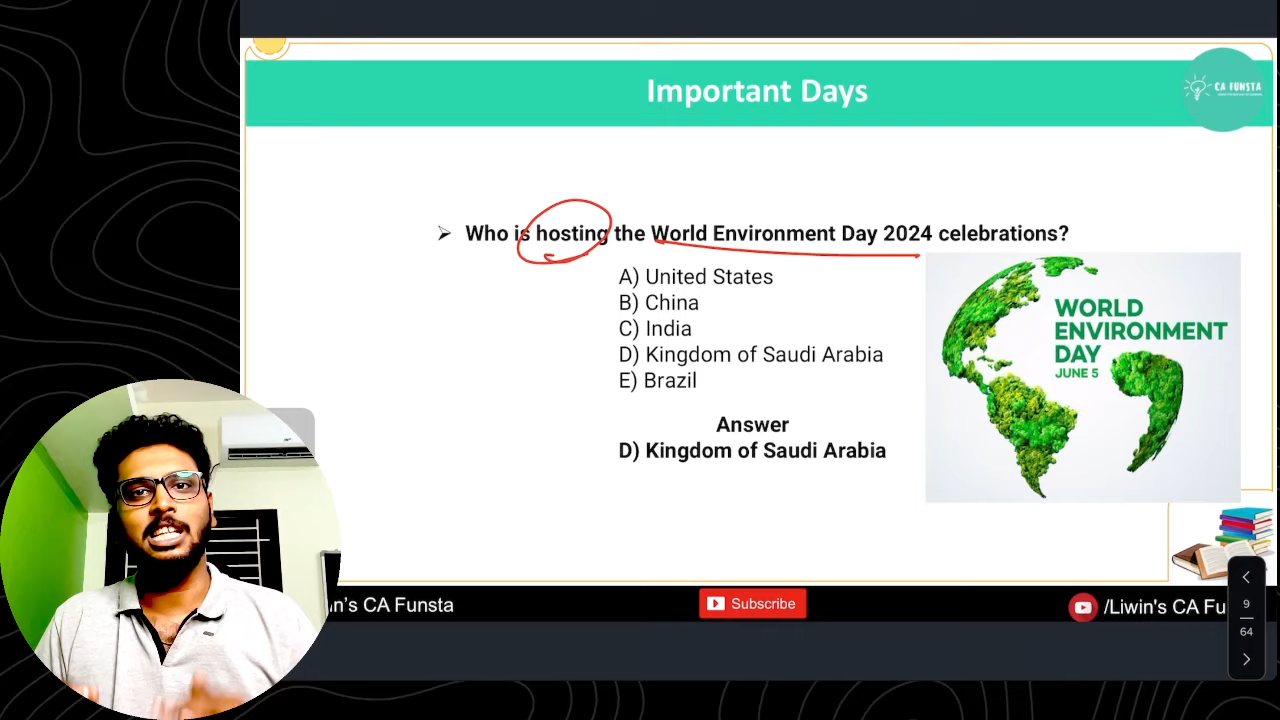 Important Days
CA FUNSTA
➢ Who is hosting the World Environment Day 2024 celebrations?
A) United States
B) China
C) India
D) Kingdom of Saudi Arabia
E) Brazil
Answer
D) Kingdom of Saudi Arabia
WORLD
ENVIRONMENT
DAY
JUNE 5
in's CA Funsta
Subscribe
/Liwin's CA Fu
9
64